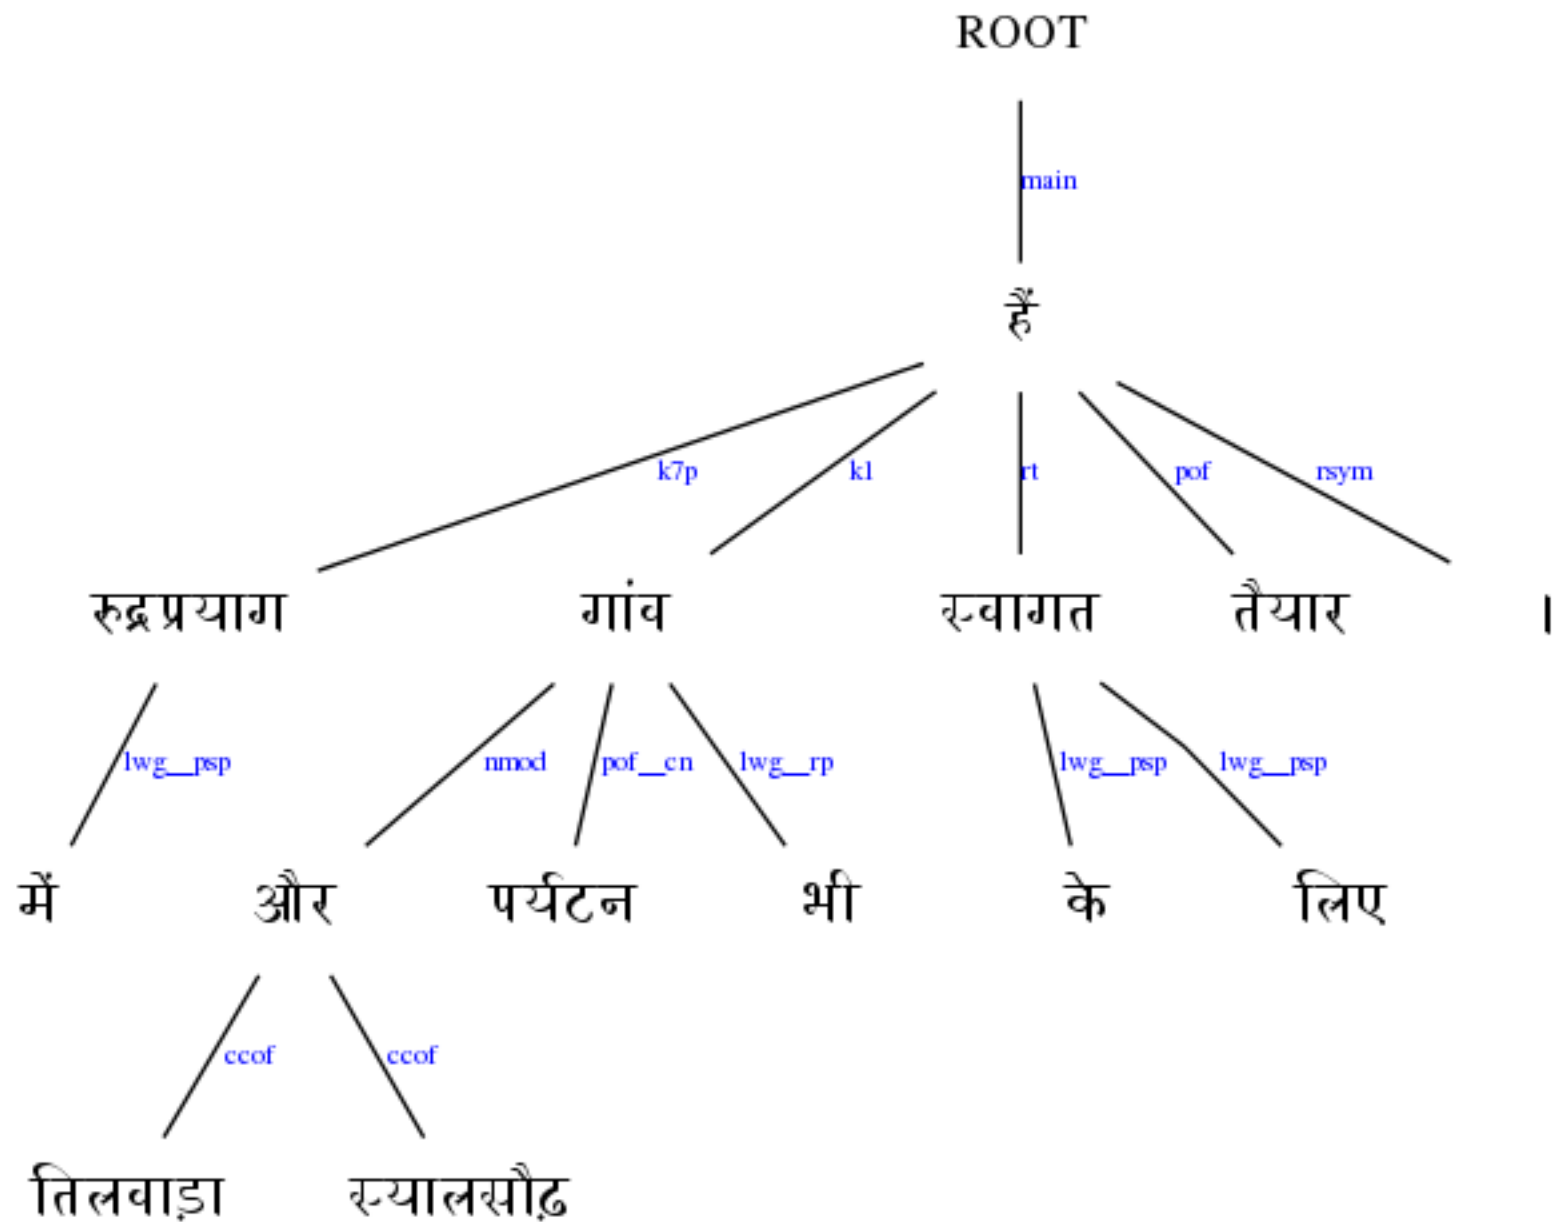 ROOT
main
हैं
k7p k1 rt pof rsym
रुद्रप्रयाग गांव स्वागत तैयार ।
lwg__psp nmod pof__cn lwg__rp lwg__psp lwg__psp
में और पर्यटन भी के लिए
ccof ccof
तिलवाड़ा स्यालसौढ़